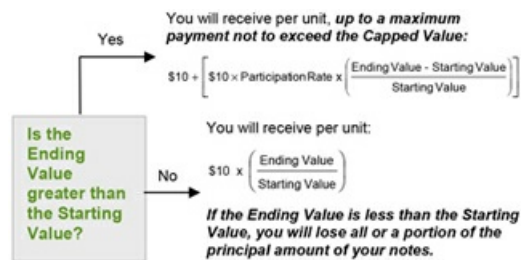 You will receive per unit, up to a maximum
payment not to exceed the Capped Value:
Yes
$10 + [$10 × Participation Rate x (Ending Value - Starting Value / Starting Value)]
Is the
Ending
Value
greater than
the Starting
Value?
No
You will receive per unit:
$10 x (Ending Value / Starting Value)
If the Ending Value is less than the Starting
Value, you will lose all or a portion of the
principal amount of your notes.